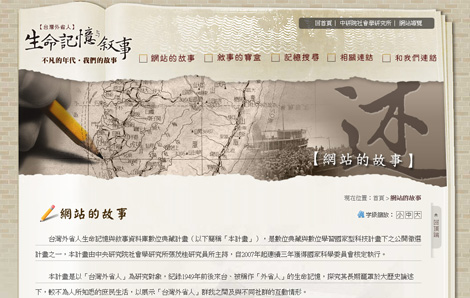 回首頁 | 中研院社會學研究所 | 網站導覽
【台灣外省人】
生命記憶與敘事
不凡的年代‧我們的故事
網站的故事 敘事的寶盒 記憶搜尋 相關連結 和我們連絡
述
【網站的故事】
現在位置:首頁 > 網站的故事
網站的故事
字級縮放: 小 中 大
台灣外省人生命記憶與敘事資料庫數位典藏計畫(以下簡稱「本計畫」),是數位典藏與數位學習國家型科技計畫下之公開徵選
計畫之一,本計畫由中央研究院社會學研究所張茂桂研究員所主持,自2007年起連續三年獲得國家科學委員會核定執行。
本計畫是以「台灣外省人」為研究對象,記錄1949年前後來台、被稱作「外省人」的生命記憶,探究其長期屬於大歷史論述
下,較不為人所知悉的庶民生活,以展示「台灣外省人」群我之間及與不同社群的互動情形。